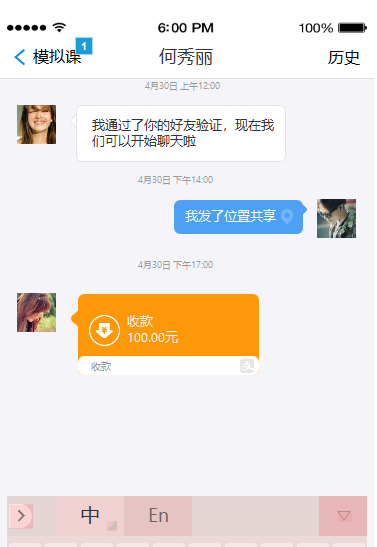 6:00 PM 100%
模拟课 1 何秀丽 历史
4月30日 上午12:00
我通过了你的好友验证，现在我
们可以开始聊天啦
4月30日 下午14:00
我发了位置共享
4月30日 下午17:00
收款
100.00元
收款 支
中 En